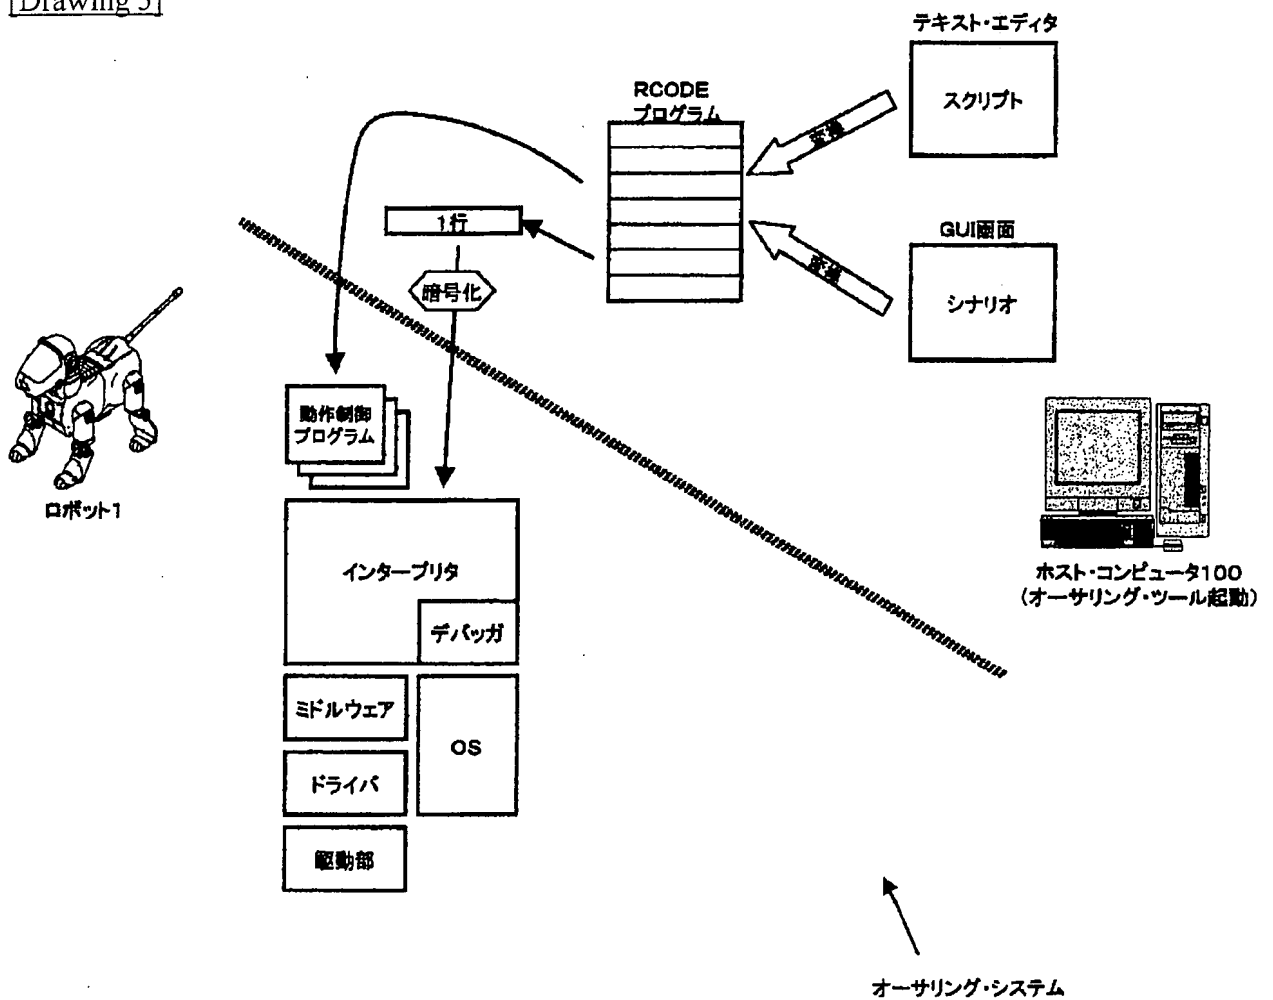 [Drawing 5]
テキスト・エディタ
スクリプト
RCODE
プログラム
変換
1行
GUI画面
変換
シナリオ
暗号化
動作制御
プログラム
ロボット1
インタープリタ
デバッガ
ホスト・コンピュータ100
(オーサリング・ツール起動)
ミドルウェア
OS
ドライバ
駆動部
オーサリング・システム